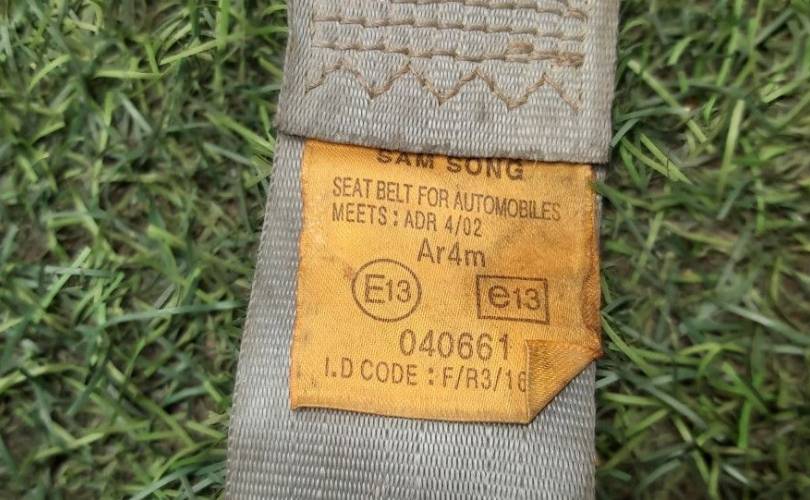 SAM SONG
SEAT BELT FOR AUTOMOBILES
MEETS : ADR 4/02
Ar4m
E13 e13
040661
I.D CODE : F/R3/16